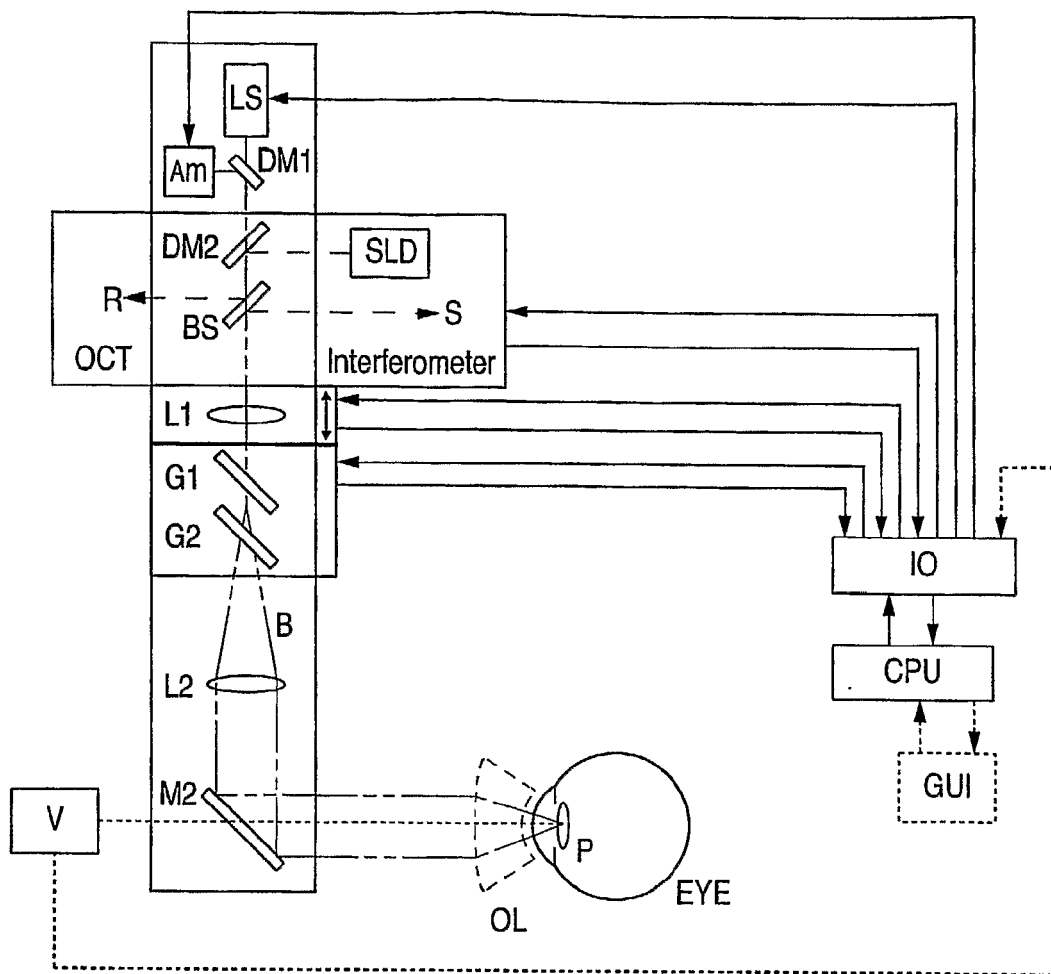 LS
Am
DM1
DM2
SLD
R
BS
S
OCT
Interferometer
L1
G1
G2
IO
B
L2
CPU
M2
V
GUI
P
EYE
OL